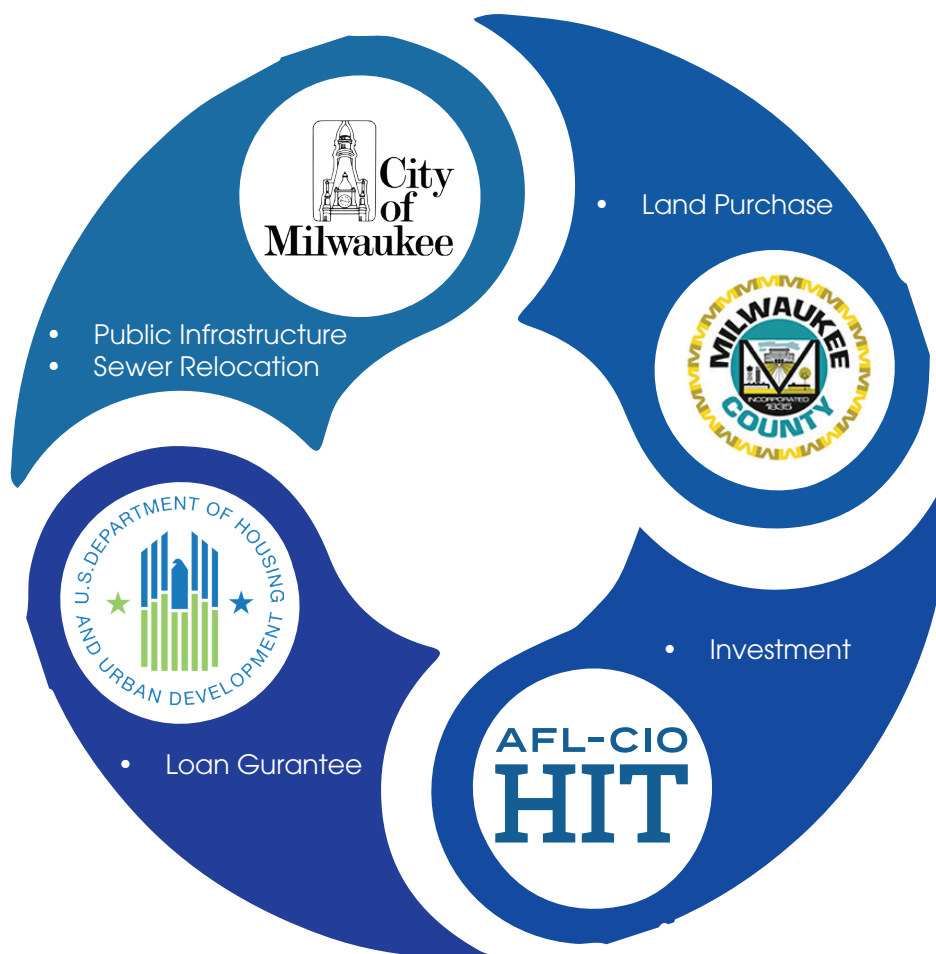 City
of
Milwaukee
• Public Infrastructure
• Sewer Relocation
• Land Purchase
MILWAUKEE
INCORPORATED
1835
COUNTY
U.S. DEPARTMENT OF HOUSING
AND URBAN DEVELOPMENT
• Loan Gurantee
• Investment
AFL-CIO
HIT